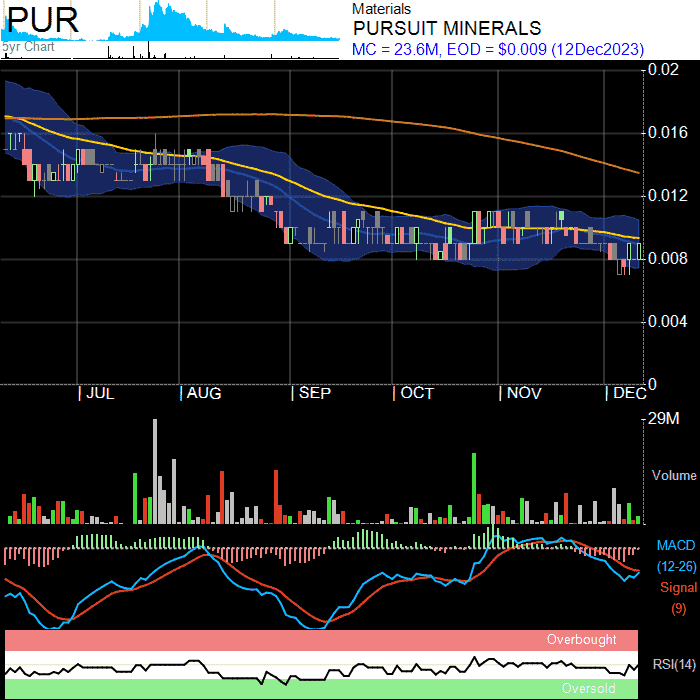 PUR
5yr Chart
Materials
PURSUIT MINERALS
MC = 23.6M, EOD = $0.009 (12Dec2023)
0.02
0.016
0.012
0.008
0.004
0
JUL
AUG
SEP
OCT
NOV
DEC
29M
Volume
MACD
(12-26)
Signal
(9)
Overbought
RSI(14)
Oversold